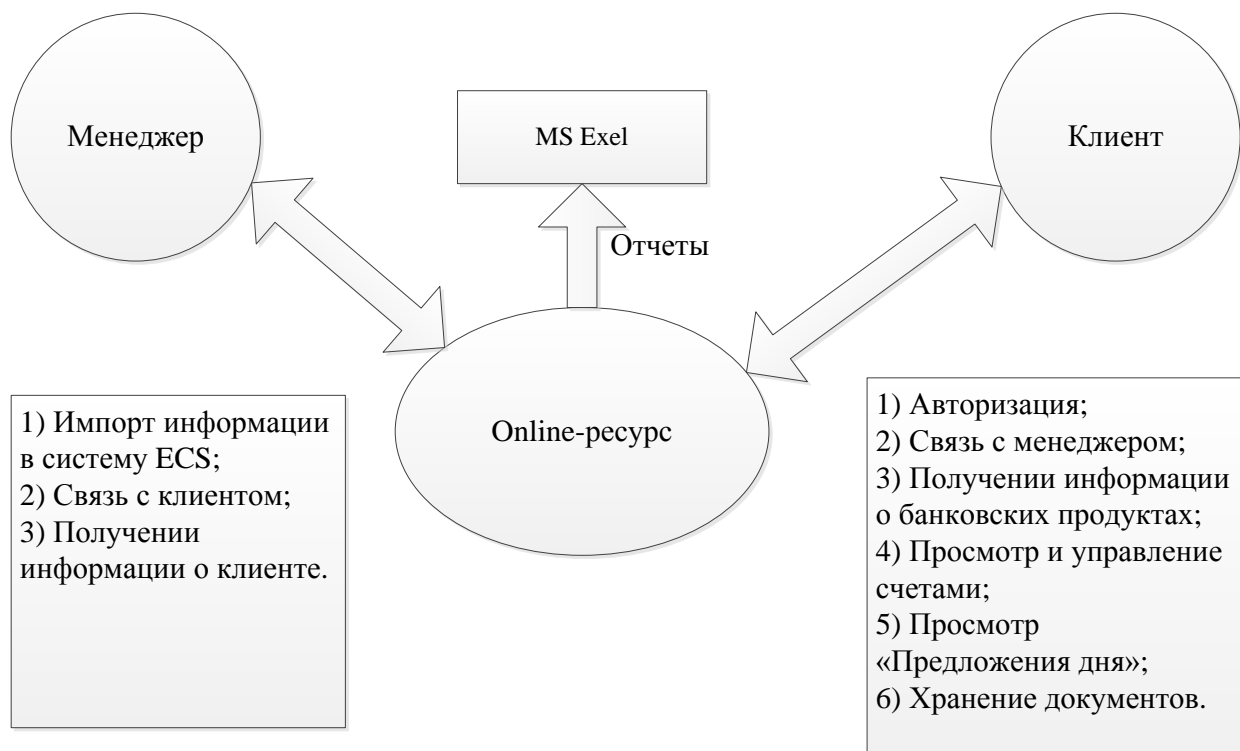 Менеджер
MS Exel
Клиент
Отчеты
Online-ресурс
1) Импорт информации
в систему ECS;
2) Связь с клиентом;
3) Получении
информации о клиенте.
1) Авторизация;
2) Связь с менеджером;
3) Получении информации
о банковских продуктах;
4) Просмотр и управление
счетами;
5) Просмотр
«Предложения дня»;
6) Хранение документов.